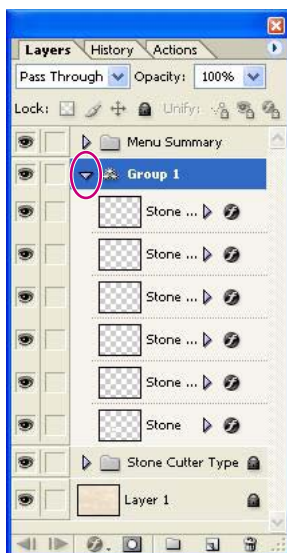 Layers History Actions
Pass Through Opacity: 100%
Lock: Unify:
Menu Summary
Group 1
Stone ...
Stone ...
Stone ...
Stone ...
Stone ...
Stone
Stone Cutter Type
Layer 1